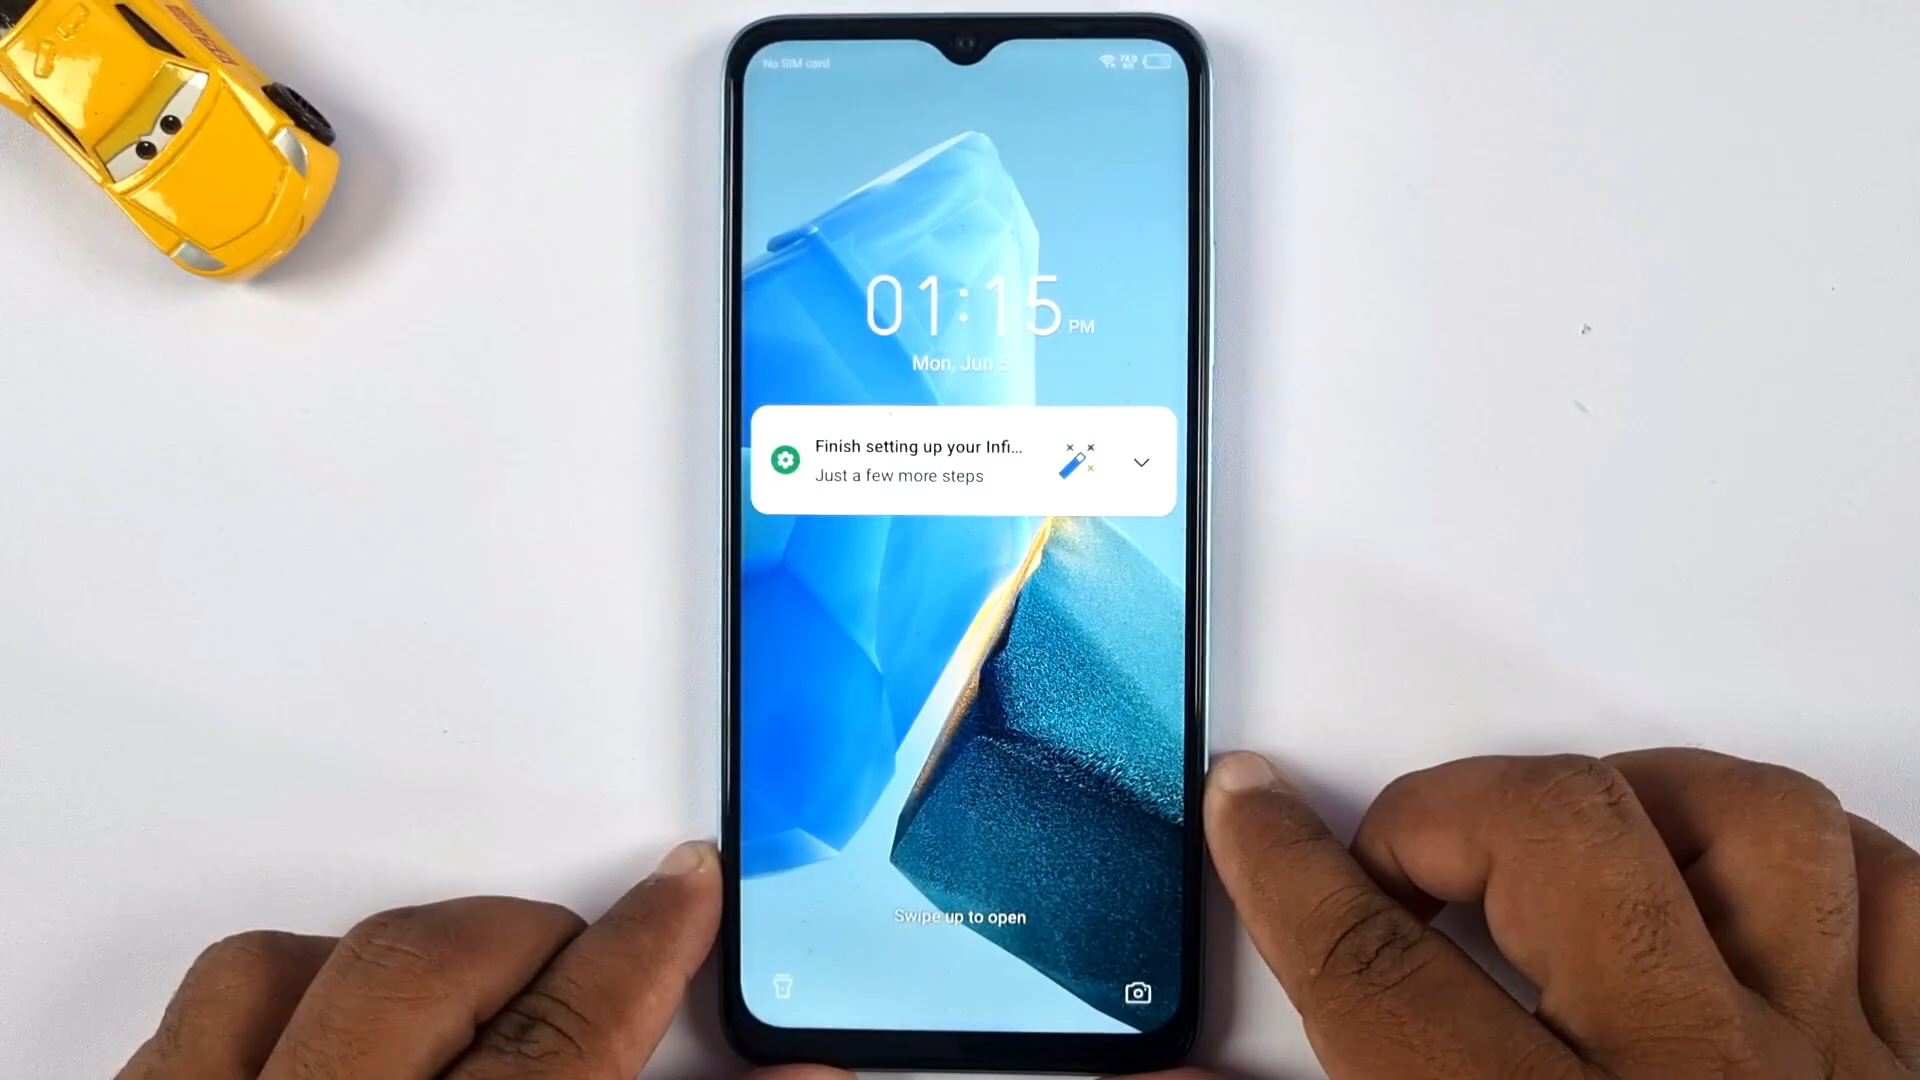 No SIM card
01:15 PM
Mon, Jun 5
Finish setting up your Infi...
Just a few more steps
Swipe up to open